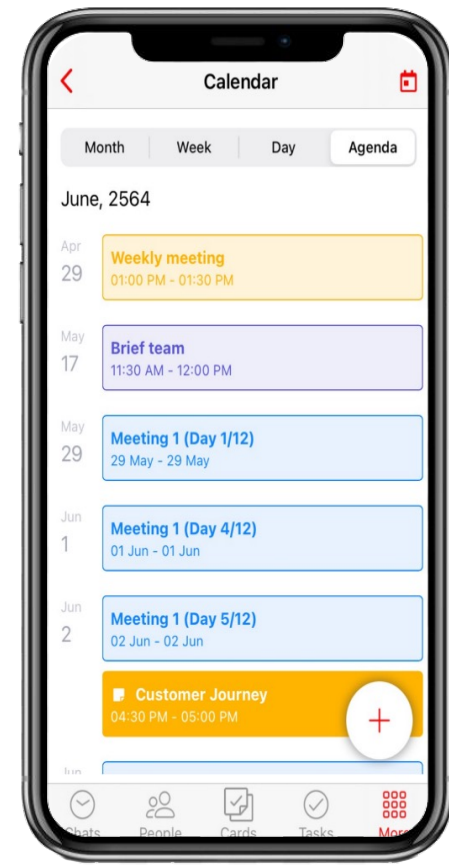 Calendar
Month Week Day Agenda
June, 2564
Apr
29
Weekly meeting
01:00 PM - 01:30 PM
May
17
Brief team
11:30 AM - 12:00 PM
May
29
Meeting 1 (Day 1/12)
29 May - 29 May
Jun
1
Meeting 1 (Day 4/12)
01 Jun - 01 Jun
Jun
2
Meeting 1 (Day 5/12)
02 Jun - 02 Jun
Customer Journey
04:30 PM - 05:00 PM
Jun
Chats People Cards Tasks More